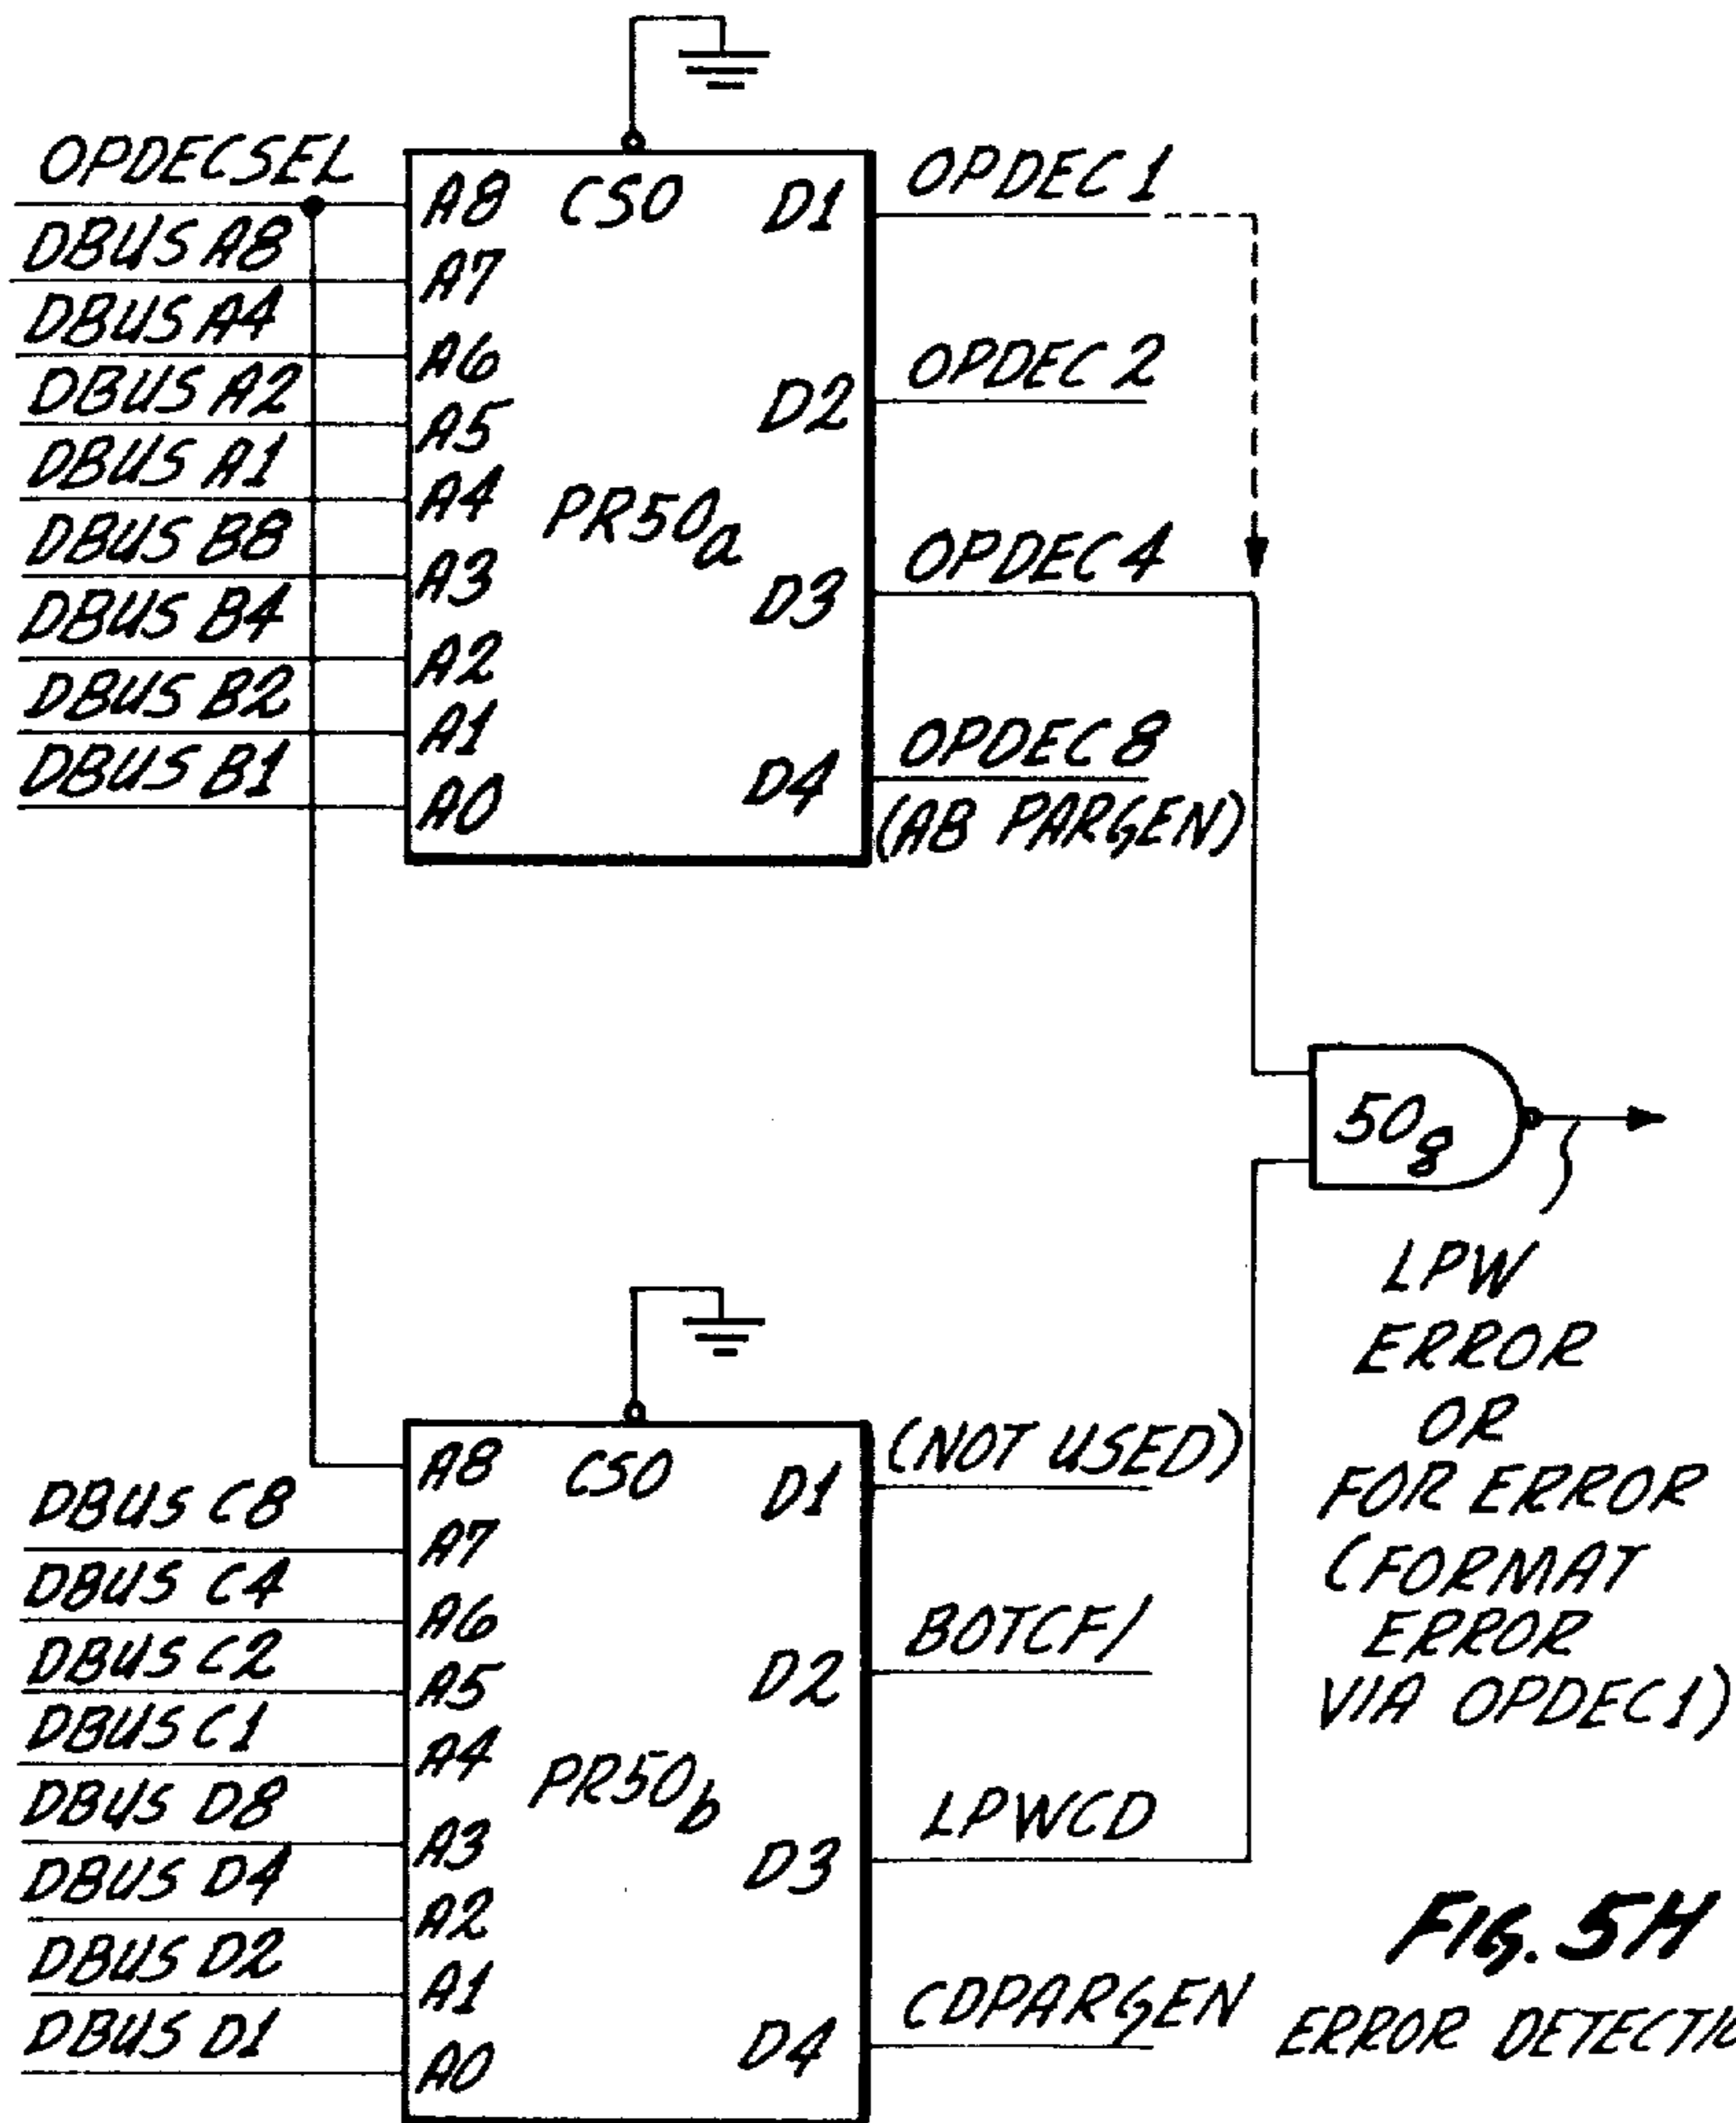 OPDECSEL
DBUS A8
DBUS A4
DBUS A2
DBUS A1
DBUS B8
DBUS B4
DBUS B2
DBUS B1
A8 CS0 D1
A7
A6
A5 D2
A4
PR50a
A3
D3
A2
A1
A0 D4
OPDEC 1
OPDEC 2
OPDEC 4
OPDEC 8
(AB PARGEN)
50g
LPW
ERROR
OR
FOR ERROR
(FORMAT
ERROR
VIA OPDEC1)
DBUS C8
DBUS C4
DBUS C2
DBUS C1
DBUS D8
DBUS D4
DBUS D2
DBUS D1
A8 CS0 D1
A7
A6
A5 D2
A4
PR50b
A3 D3
A2
A1
A0 D4
(NOT USED)
BOTCF/
LPWCD
CDPARGEN
FIG. 5H
ERROR DETECTIO